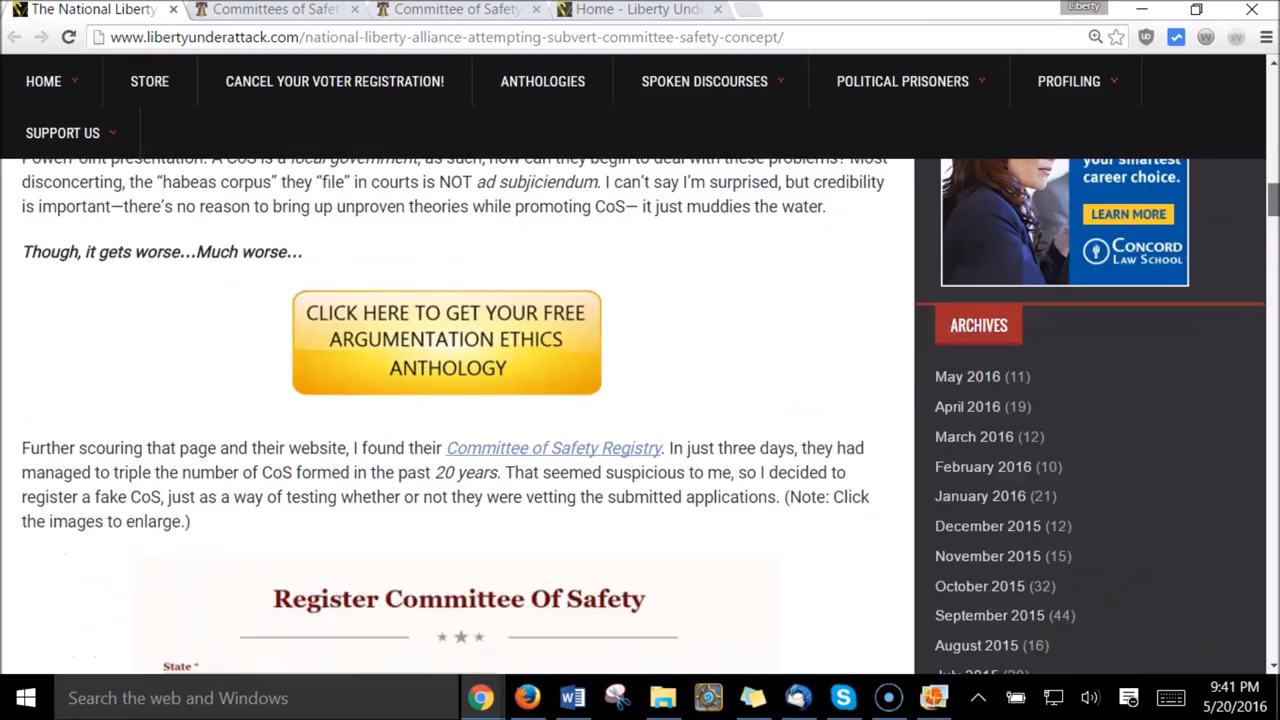 The National Liberty
Committees of Safet
Committee of Safety
Home - Liberty Unde
Liberty
www.libertyunderattack.com/national-liberty-alliance-attempting-subvert-committee-safety-concept/
HOME
STORE
CANCEL YOUR VOTER REGISTRATION!
ANTHOLOGIES
SPOKEN DISCOURSES
POLITICAL PRISONERS
PROFILING
SUPPORT US
PowerPoint presentation. A CoS is a local government, as such, how can they begin to deal with these problems? Most
disconcerting, the “habeas corpus” they “file” in courts is NOT ad subjiciendum. I can’t say I’m surprised, but credibility
is important—there’s no reason to bring up unproven theories while promoting CoS— it just muddies the water.
Though, it gets worse…Much worse…
CLICK HERE TO GET YOUR FREE
ARGUMENTATION ETHICS
ANTHOLOGY
Further scouring that page and their website, I found their Committee of Safety Registry. In just three days, they had
managed to triple the number of CoS formed in the past 20 years. That seemed suspicious to me, so I decided to
register a fake CoS, just as a way of testing whether or not they were vetting the submitted applications. (Note: Click
the images to enlarge.)
Register Committee Of Safety
State *
your smartest
career choice.
LEARN MORE
CONCORD
LAW SCHOOL
ARCHIVES
May 2016 (11)
April 2016 (19)
March 2016 (12)
February 2016 (10)
January 2016 (21)
December 2015 (12)
November 2015 (15)
October 2015 (32)
September 2015 (44)
August 2015 (16)
Search the web and Windows
9:41 PM
5/20/2016